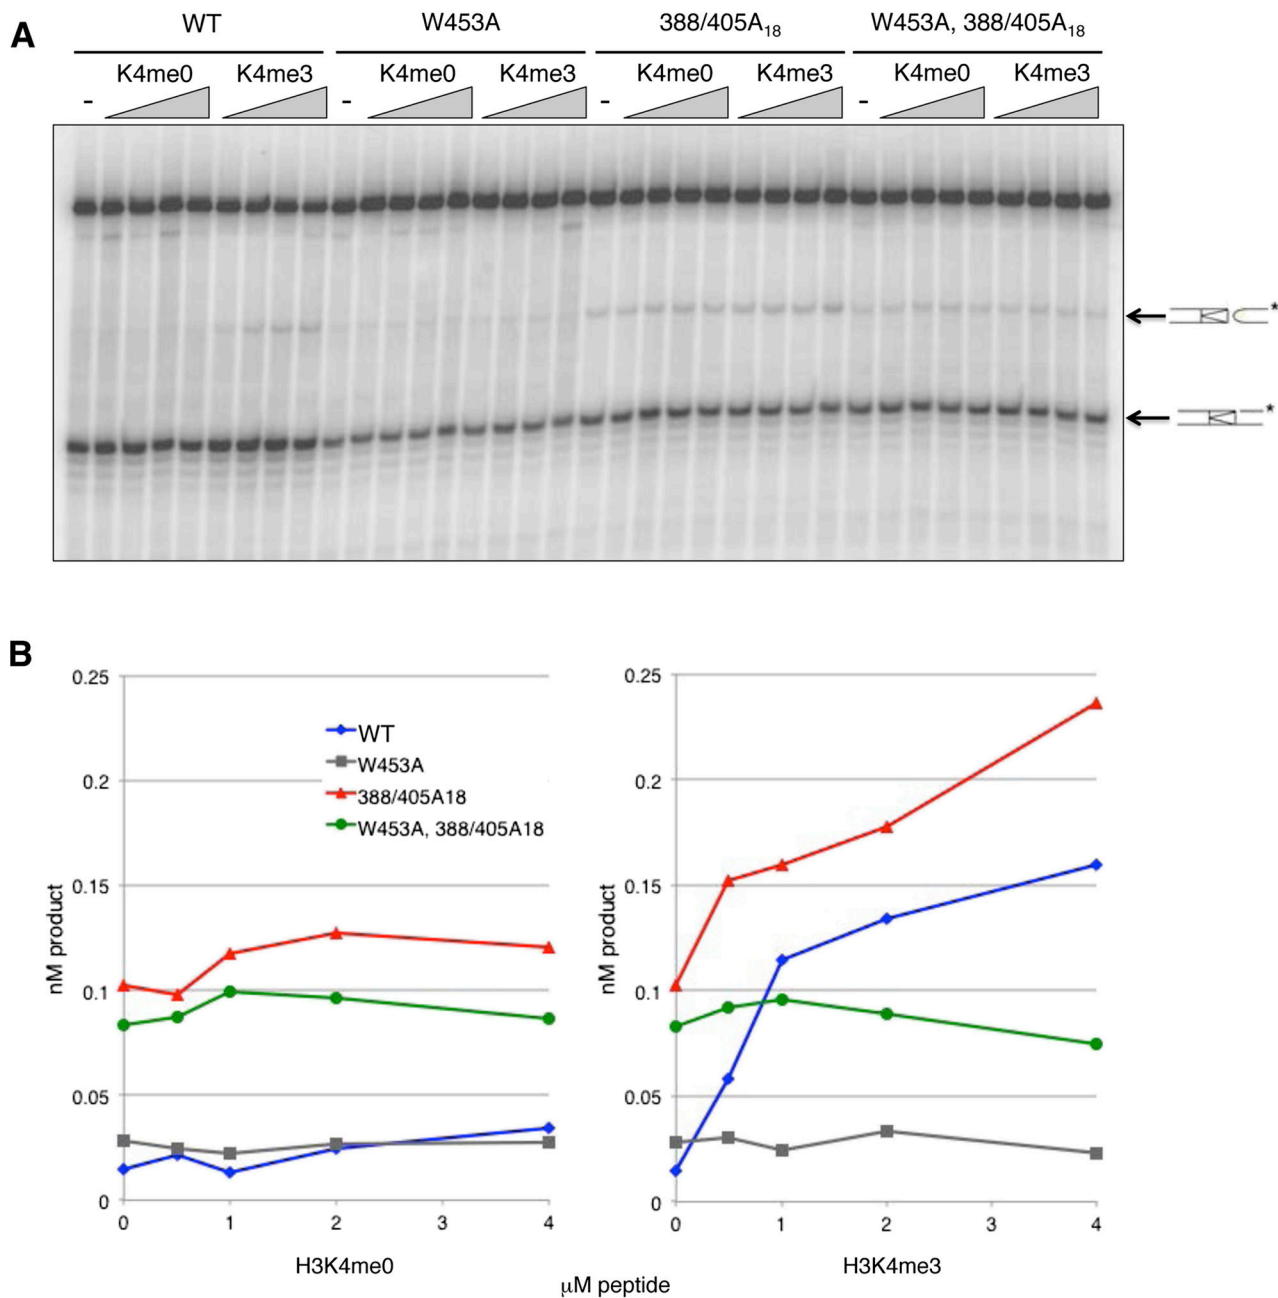 A
WT W453A 388/405A18 W453A, 388/405A18
K4me0 K4me3 K4me0 K4me3 K4me0 K4me3 K4me0 K4me3
- - - -
*
*
B
0.25 0.25
WT
W453A
388/405A18
W453A, 388/405A18
0.2 0.2
0.15 0.15
nM product nM product
0.1 0.1
0.05 0.05
0 0
0 1 2 3 4 0 1 2 3 4
H3K4me0 H3K4me3
μM peptide